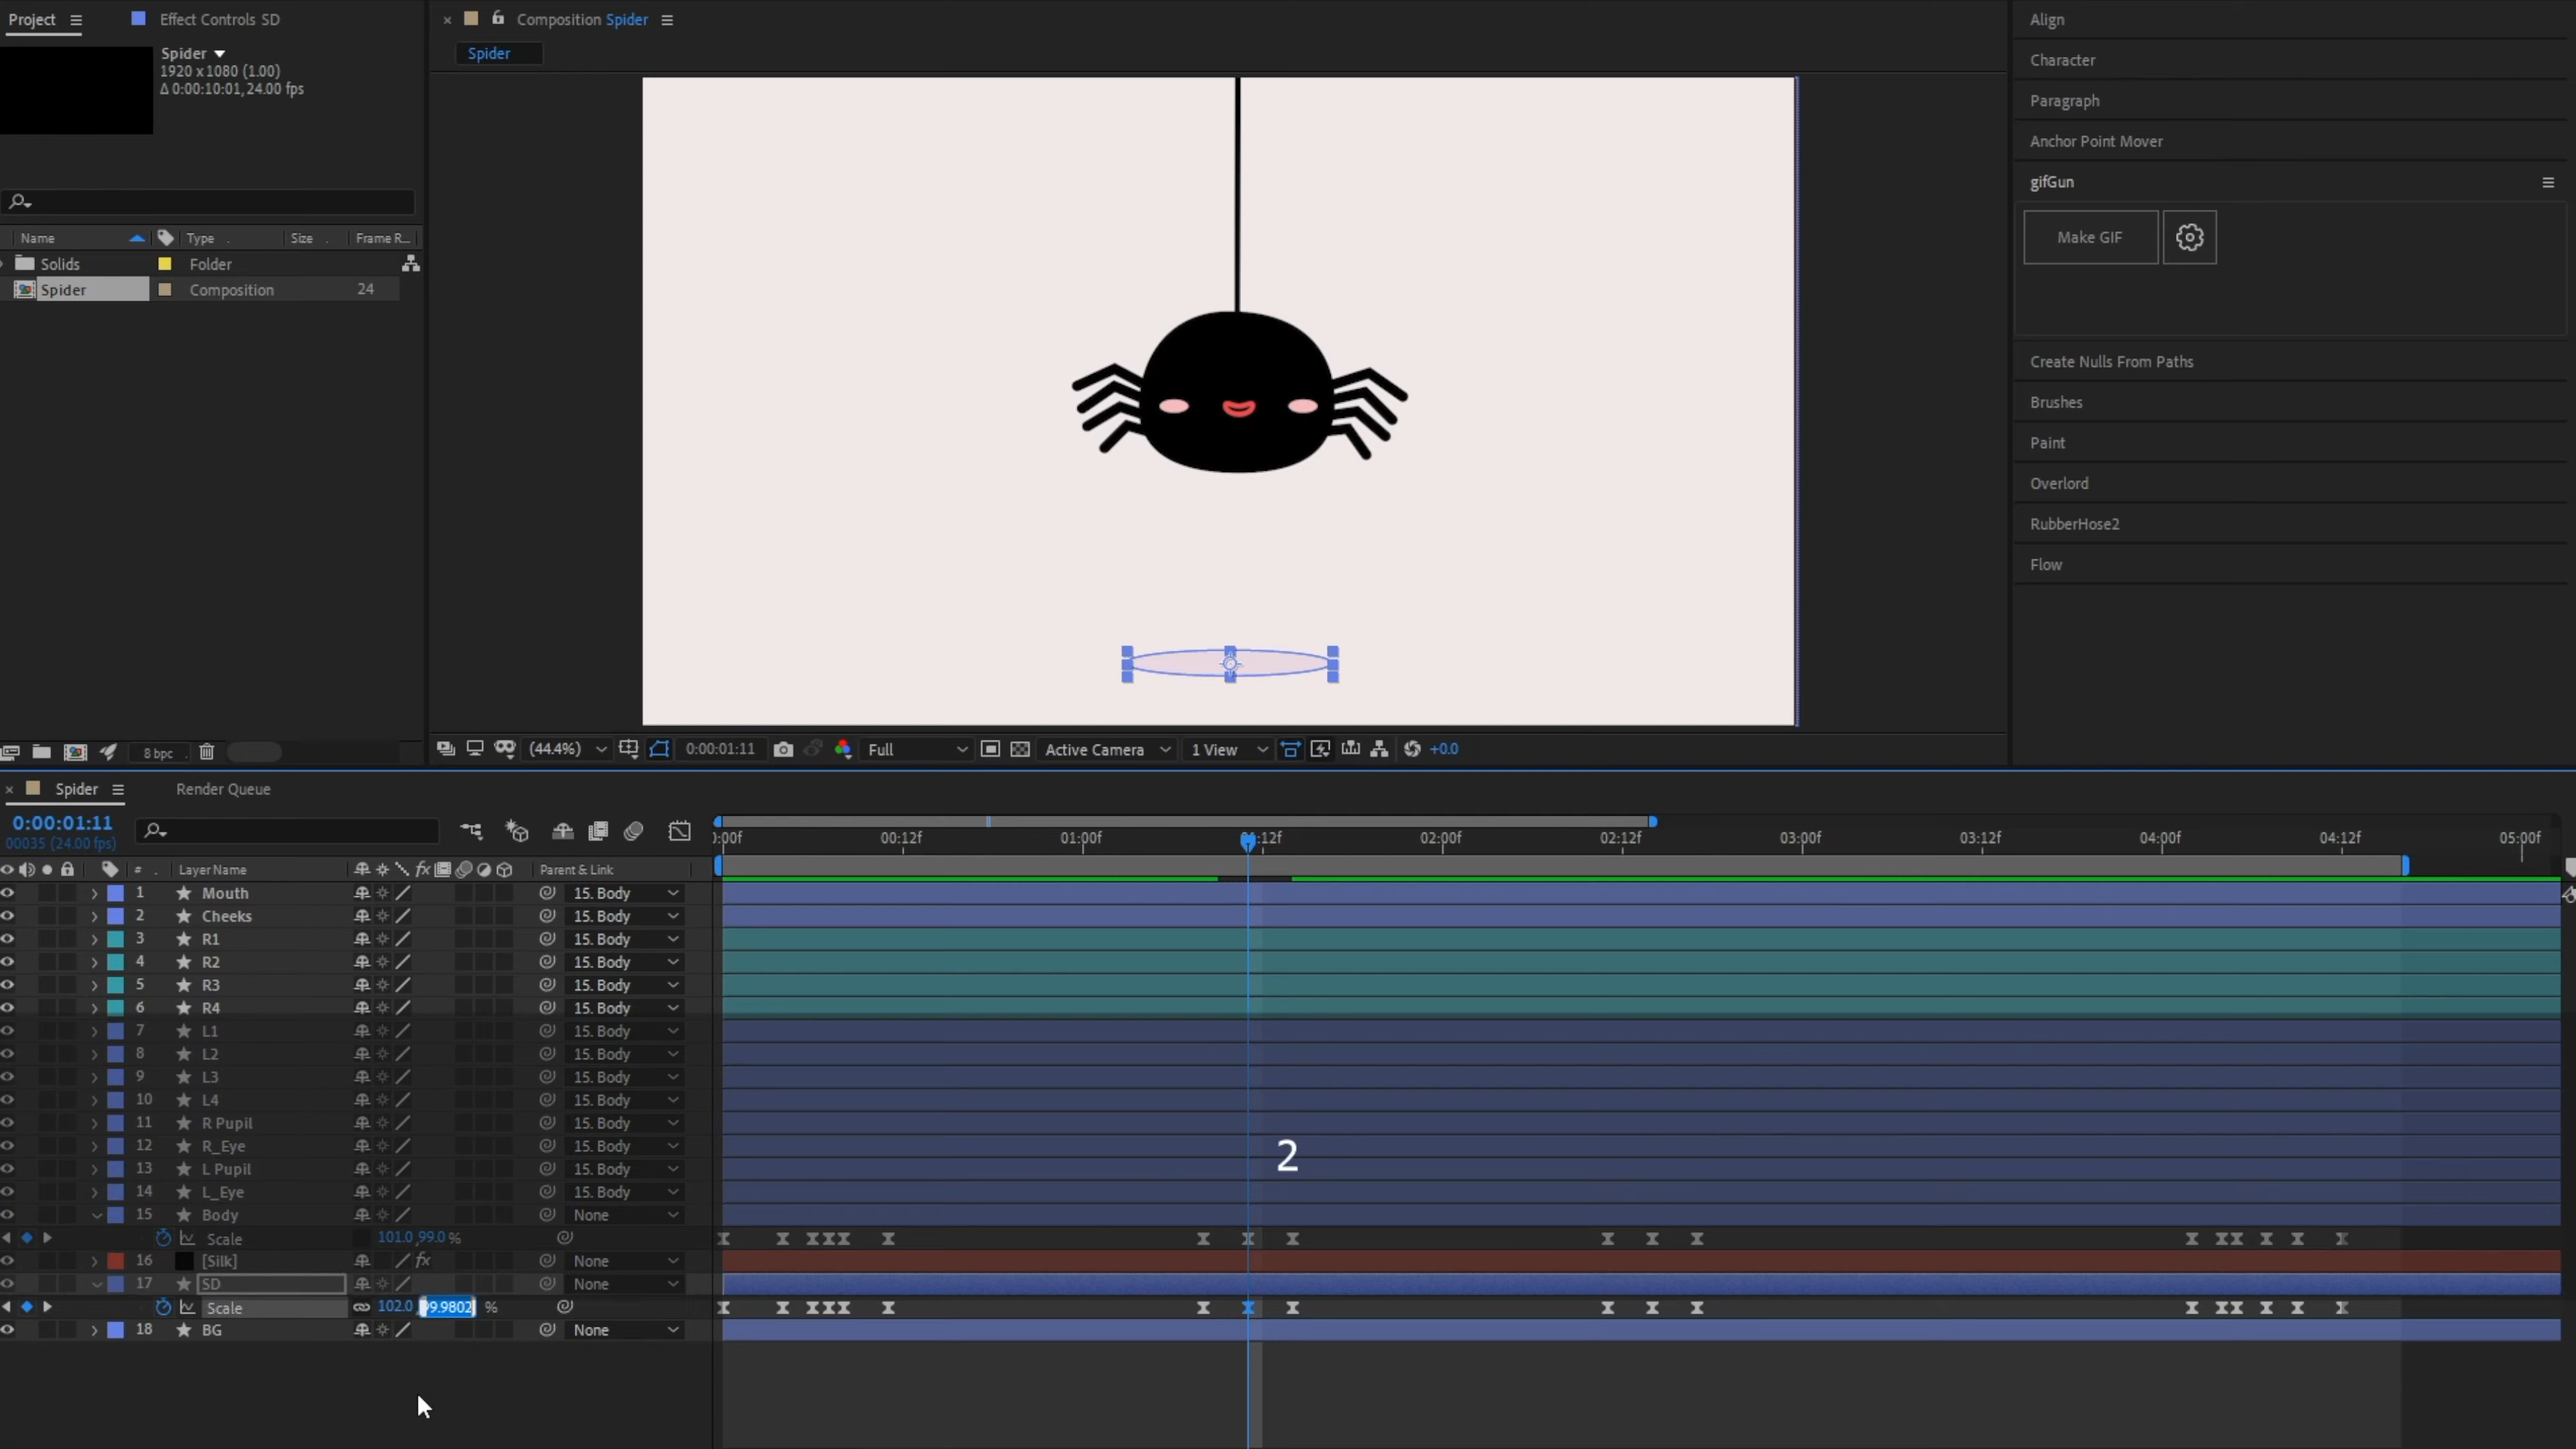 Project
Effect Controls SD
Spider
1920 x 1080 (1.00)
Δ 0:00:10:01, 24.00 fps
Name Type Size Frame R...
Solids Folder
Spider Composition 24
8 bpc
Composition Spider
Spider
(44.4%) 0:00:01:11 Full Active Camera 1 View +0.0
Align
Character
Paragraph
Anchor Point Mover
gifGun
Make GIF
Create Nulls From Paths
Brushes
Paint
Overlord
RubberHose2
Flow
Spider Render Queue
0:00:01:11
00035 (24.00 fps)
:00f 00:12f 01:00f :12f 02:00f 02:12f 03:00f 03:12f 04:00f 04:12f 05:00f
# Layer Name fx Parent & Link
1 Mouth 15. Body
2 Cheeks 15. Body
3 R1 15. Body
4 R2 15. Body
5 R3 15. Body
6 R4 15. Body
7 L1 15. Body
8 L2 15. Body
9 L3 15. Body
10 L4 15. Body
11 R Pupil 15. Body
12 R_Eye 15. Body
13 L Pupil 15. Body
14 L_Eye 15. Body
15 Body None
Scale 101.0,99.0 %
16 [Silk] fx None
17 SD None
Scale 102.0, 99.9802 %
18 BG None
2